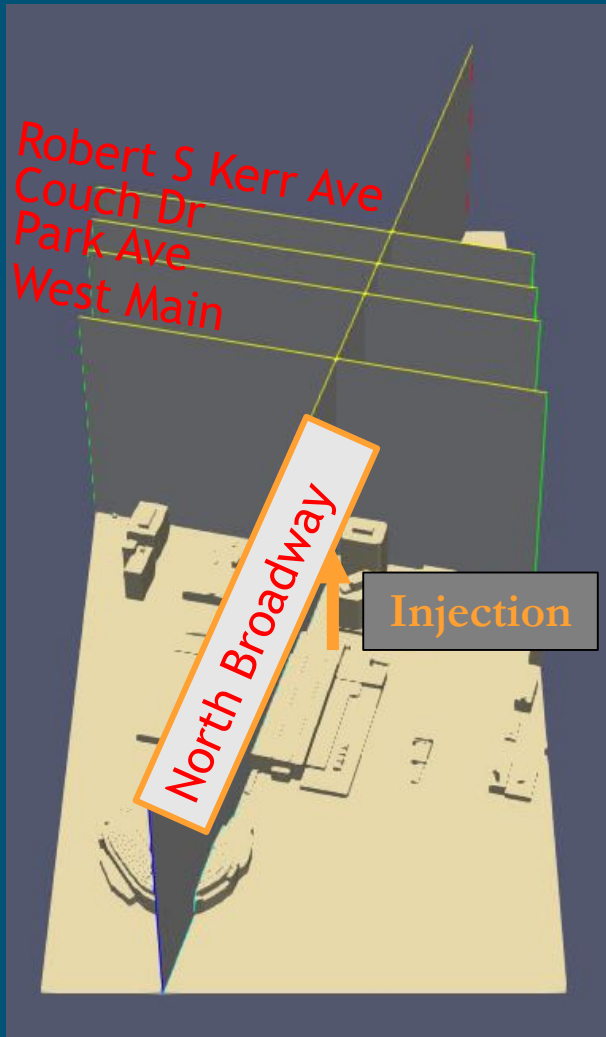 Robert S Kerr Ave
Couch Dr
Park Ave
West Main
North Broadway
Injection